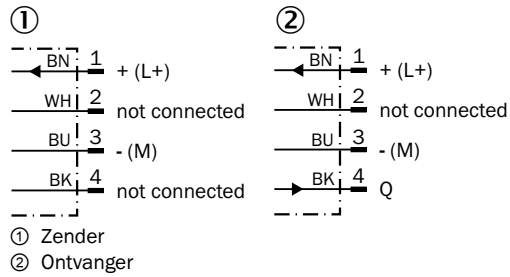 ① ②
BN 1 + (L+)
WH 2 not connected
BU 3 - (M)
BK 4 not connected
BN 1 + (L+)
WH 2 not connected
BU 3 - (M)
BK 4 Q
① Zender
② Ontvanger